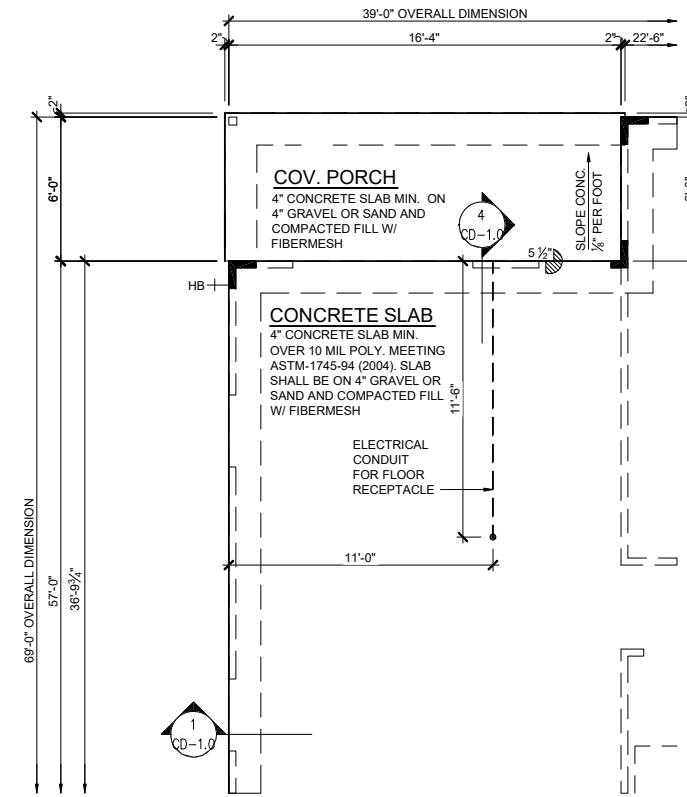 39'-0" OVERALL DIMENSION
2" 16'-4" 2" 22'-6"
2"
6'-0"
COV. PORCH
4" CONCRETE SLAB MIN. ON
4" GRAVEL OR SAND AND
COMPACTED FILL W/
FIBERMESH
4
CD-1.0
SLOPE CONC.
⅛" PER FOOT
5 ½"
HB
CONCRETE SLAB
4" CONCRETE SLAB MIN.
OVER 10 MIL POLY. MEETING
ASTM-1745-94 (2004). SLAB
SHALL BE ON 4" GRAVEL OR
SAND AND COMPACTED FILL
W/ FIBERMESH
11'-6"
ELECTRICAL
CONDUIT
FOR FLOOR
RECEPTACLE
11'-0"
69'-0" OVERALL DIMENSION
57'-0"
36'-9¾"
1
CD-1.0